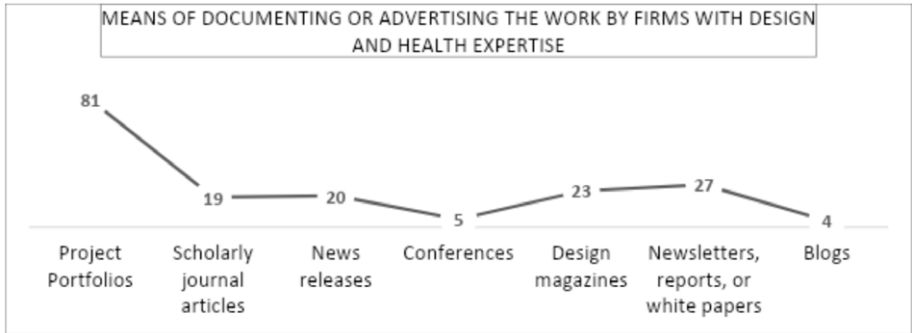 MEANS OF DOCUMENTING OR ADVERTISING THE WORK BY FIRMS WITH DESIGN
AND HEALTH EXPERTISE
81
19
20
5
23
27
4
Project
Portfolios
Scholarly
journal
articles
News
releases
Conferences
Design
magazines
Newsletters,
reports, or
white papers
Blogs